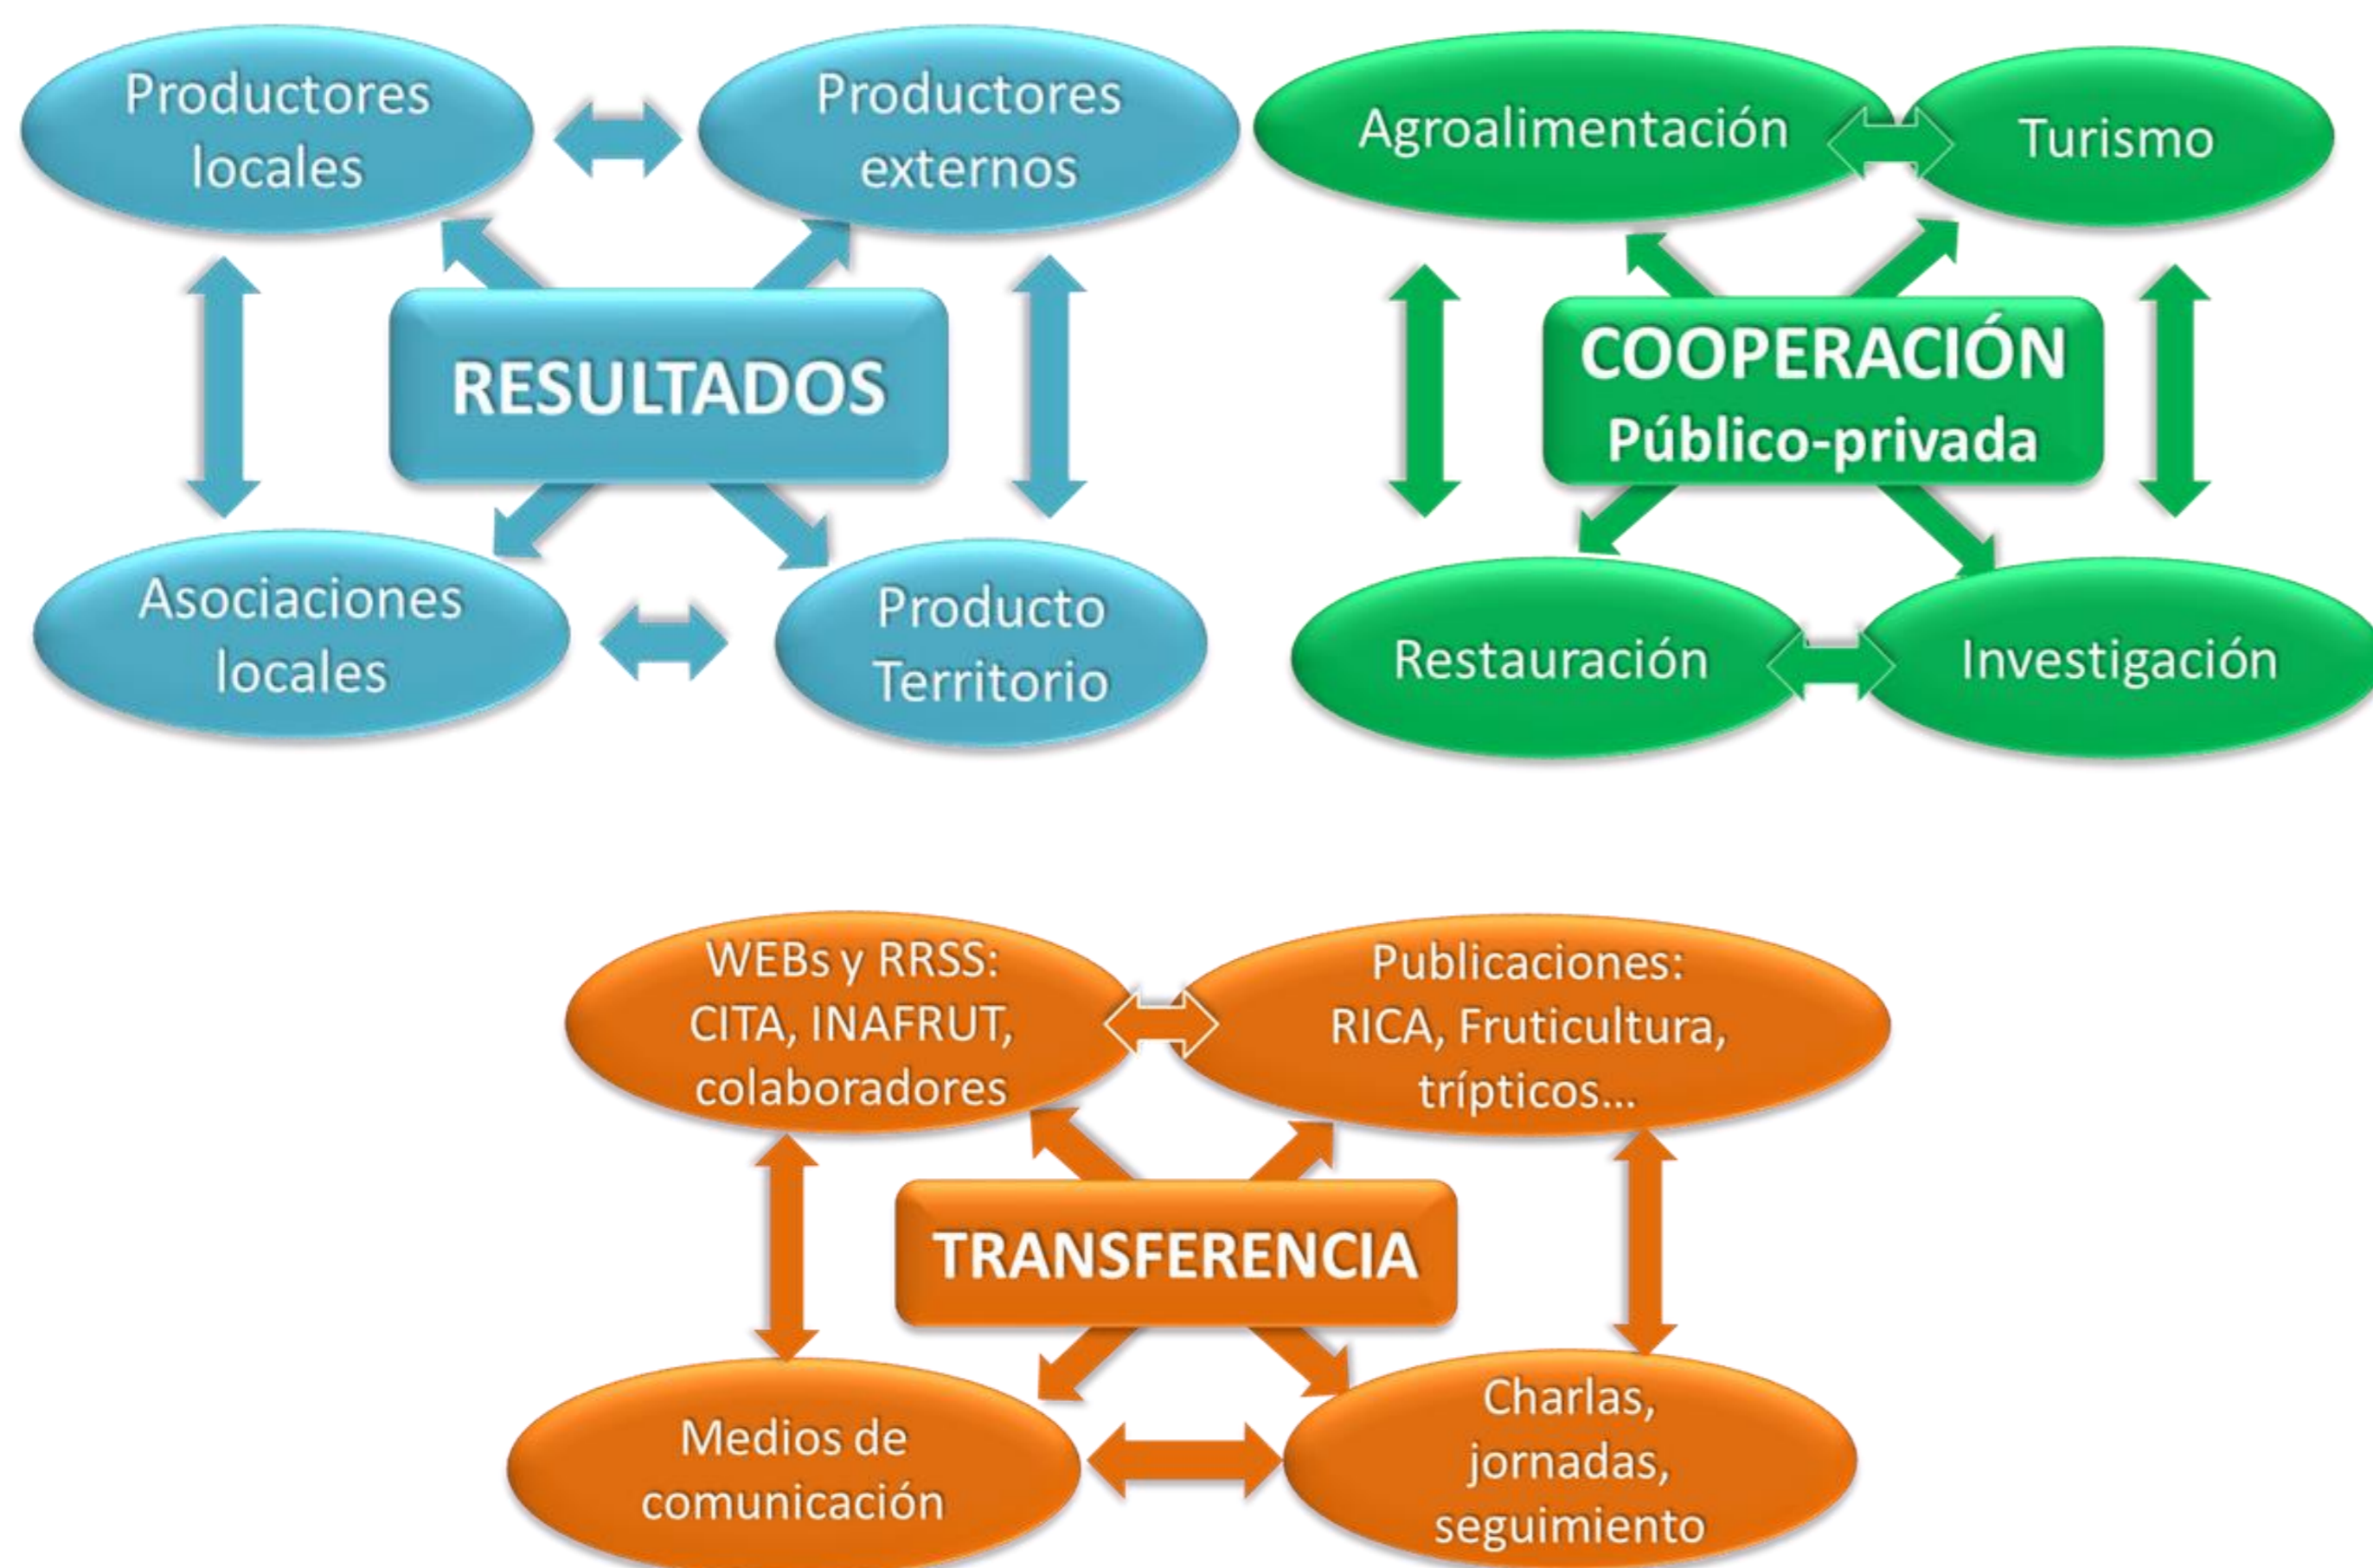 Productores
locales
Productores
externos
RESULTADOS
Asociaciones
locales
Producto
Territorio
Agroalimentación
Turismo
COOPERACIÓN
Público-privada
Restauración
Investigación
WEBs y RRSS:
CITA, INAFRUT,
colaboradores
Publicaciones:
RICA, Fruticultura,
trípticos...
TRANSFERENCIA
Medios de
comunicación
Charlas,
jornadas,
seguimiento